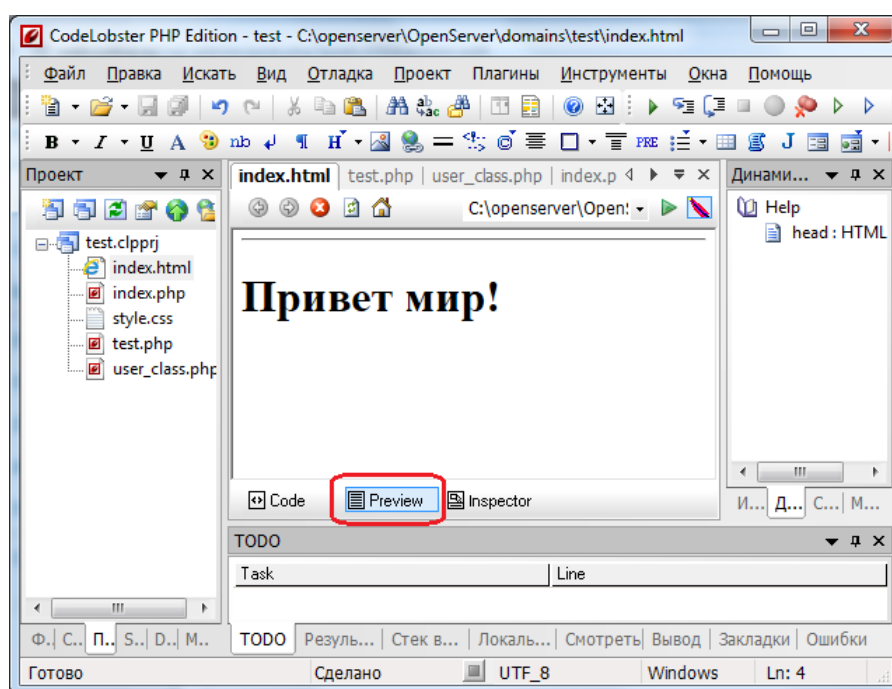 CodeLobster PHP Edition - test - C:\openserver\OpenServer\domains\test\index.html
Файл Правка Искать Вид Отладка Проект Плагины Инструменты Окна Помощь
B I U A nb ¶ H PRE J
Проект
index.html test.php user_class.php index.p
Динами...
C:\openserver\Open:
Help
head : HTML
test.clpprj
index.html
index.php
style.css
test.php
user_class.php
Привет мир!
Code Preview Inspector
И... Д... С... М...
TODO
Task Line
Ф. С.. П.. S.. D.. М..
TODO Резуль... Стек в... Локаль... Смотреть Вывод Закладки Ошибки
Готово Сделано UTF_8 Windows Ln: 4